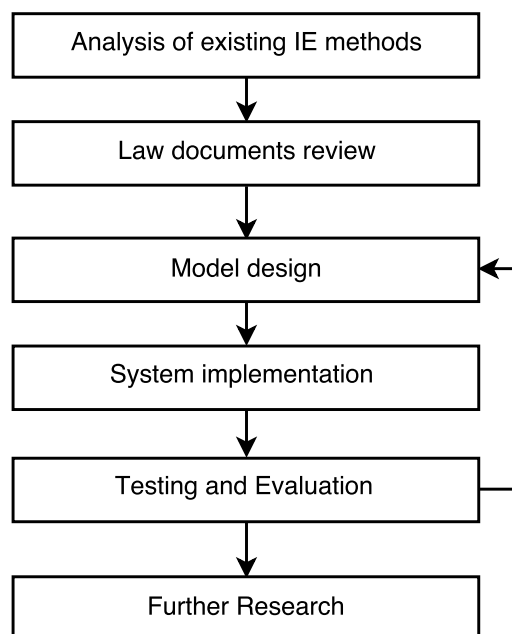 Analysis of existing IE methods
Law documents review
Model design
System implementation
Testing and Evaluation
Further Research